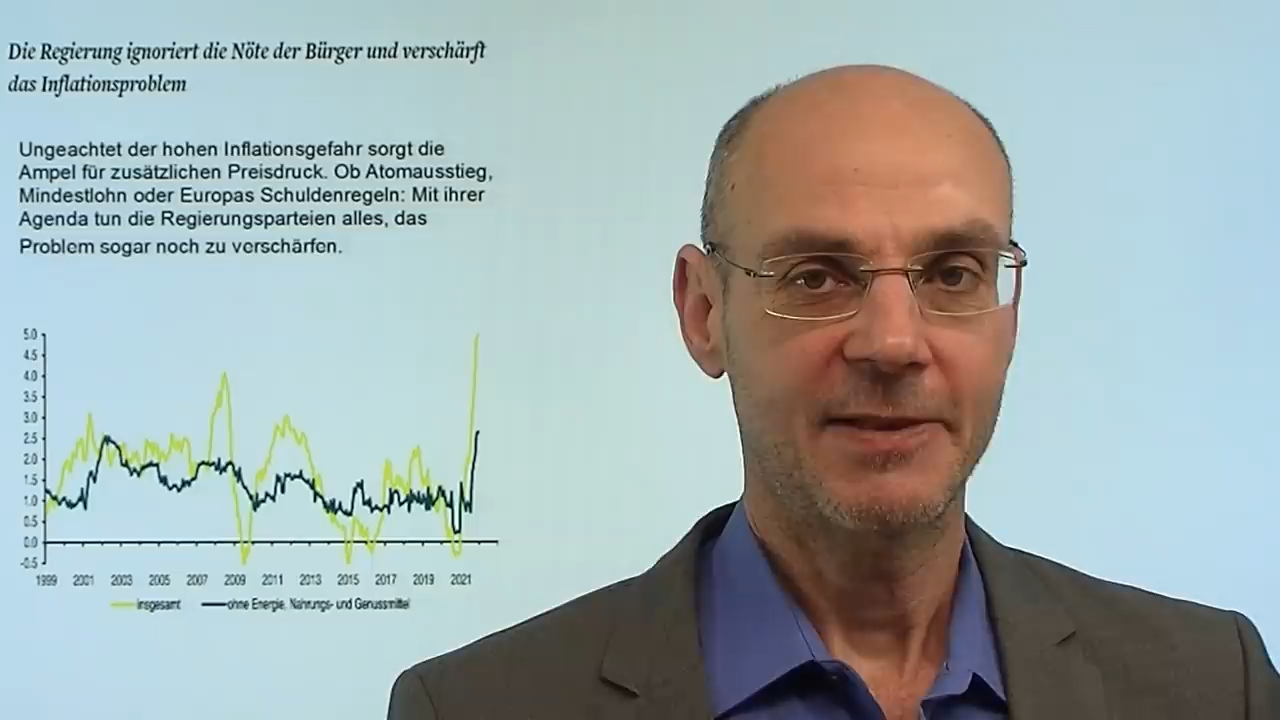 Die Regierung ignoriert die Nöte der Bürger und verschärft
das Inflationsproblem
Ungeachtet der hohen Inflationsgefahr sorgt die
Ampel für zusätzlichen Preisdruck. Ob Atomausstieg,
Mindestlohn oder Europas Schuldenregeln: Mit ihrer
Agenda tun die Regierungsparteien alles, das
Problem sogar noch zu verschärfen.
5.0
4.5
4.0
3.5
3.0
2.5
2.0
1.5
1.0
0.5
0.0
-0.5
1999 2001 2003 2005 2007 2009 2011 2013 2015 2017 2019 2021
insgesamt ohne Energie, Nahrungs- und Genussmittel